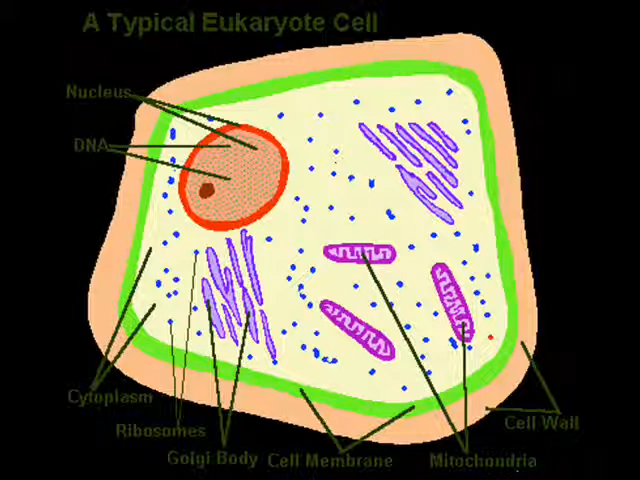 A Typical Eukaryote Cell
Nucleus
DNA
Cytoplasm
Ribosomes
Golgi Body
Cell Membrane
Mitochondria
Cell Wall